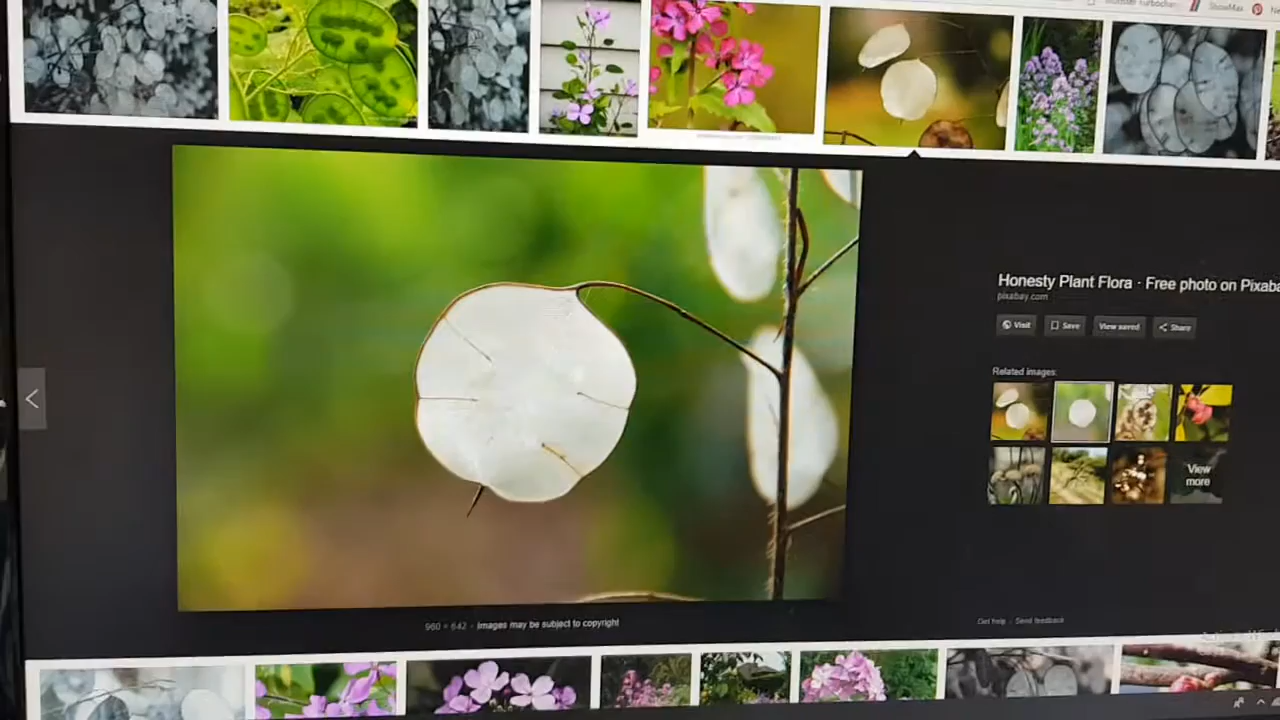 ShowMax
Honesty Plant Flora · Free photo on Pixaba
pixabay.com
Visit
Save
View saved
Share
Related images:
View
more
960 × 642 - Images may be subject to copyright
Get help - Send feedback